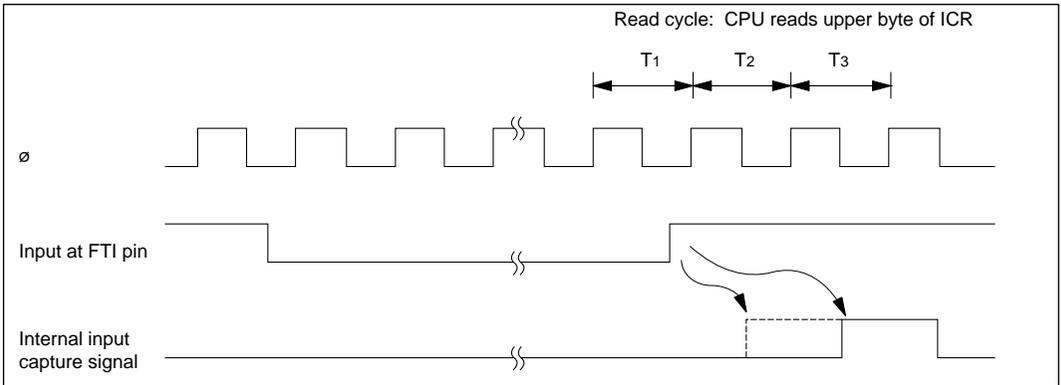 Read cycle: CPU reads upper byte of ICR
T1 T2 T3
ø
Input at FTI pin
Internal input
capture signal